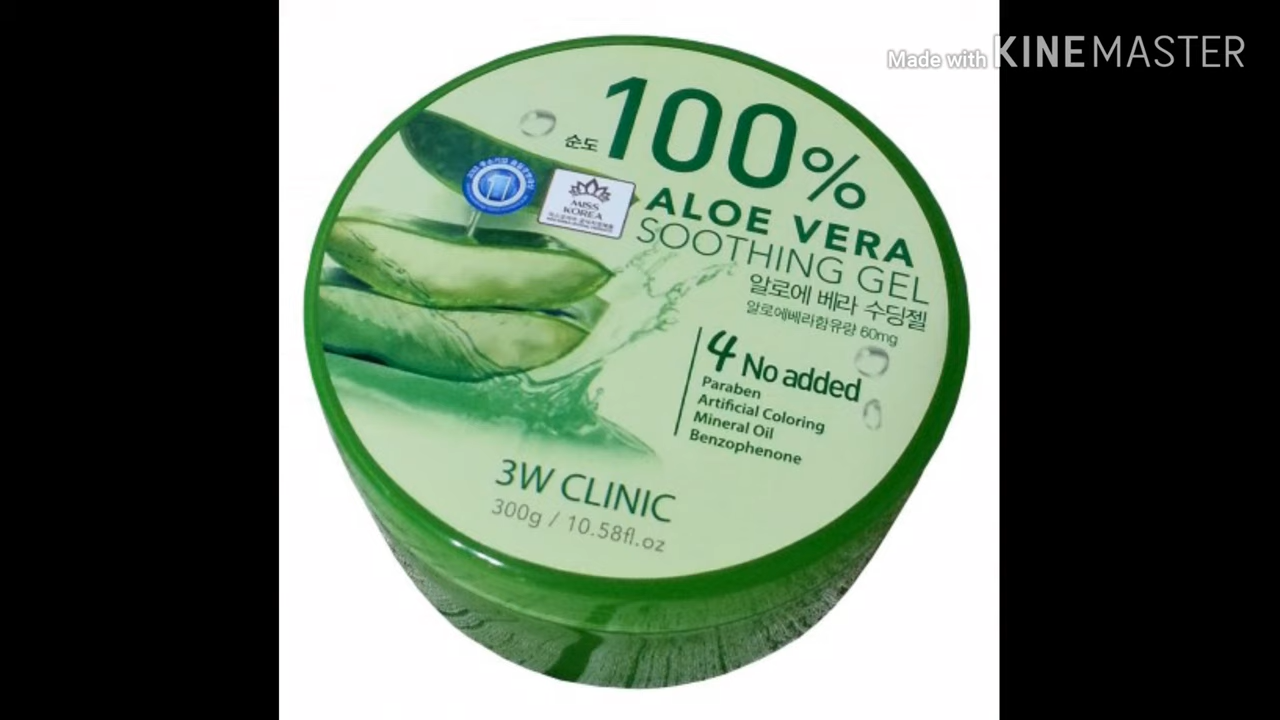 Made with KINEMASTER
순도 100%
ALOE VERA
SOOTHING GEL
알로에 베라 수딩젤
알로에베라함유량 60mg
MISS
KOREA
4 No added
Paraben
Artificial Coloring
Mineral Oil
Benzophenone
3W CLINIC
300g / 10.58fl.oz